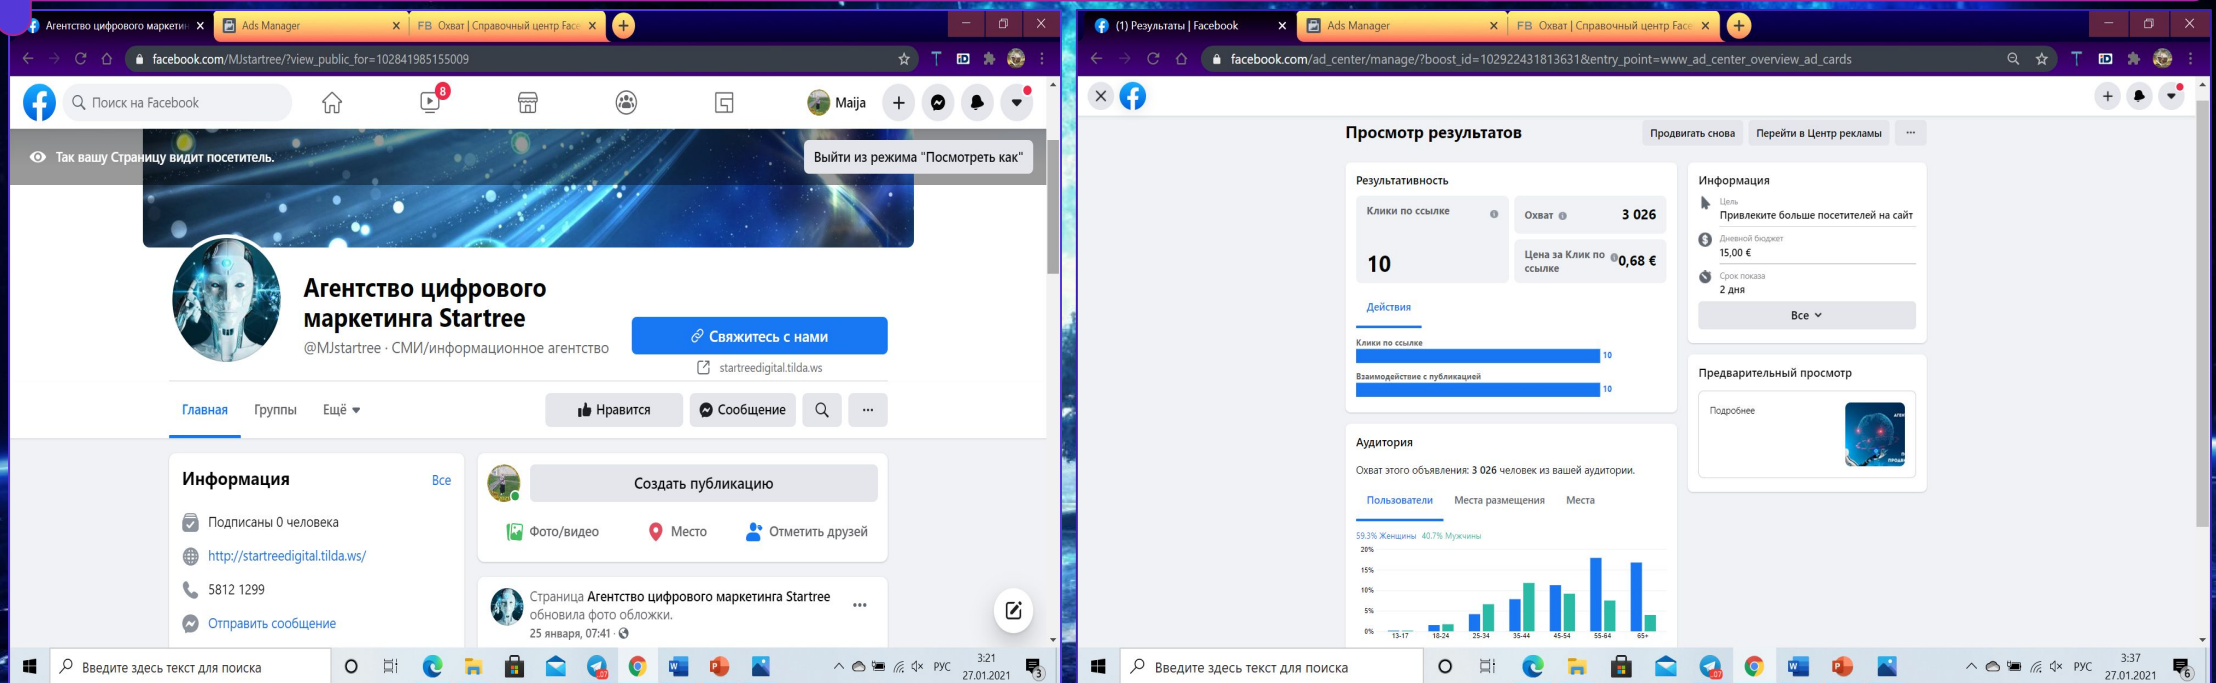 Агентство цифрового маркетин
Ads Manager
FB Охват | Справочный центр Face
facebook.com/MJstartree/?view_public_for=102841985155009
Поиск на Facebook
8
Maija
Так вашу Страницу видит посетитель.
Выйти из режима "Посмотреть как"
Агентство цифрового
маркетинга Startree
@MJstartree · СМИ/информационное агентство
Свяжитесь с нами
startreedigital.tilda.ws
Главная
Группы
Ещё
Нравится
Сообщение
Информация
Все
Подписаны 0 человека
http://startreedigital.tilda.ws/
5812 1299
Отправить сообщение
Создать публикацию
Фото/видео
Место
Отметить друзей
Страница Агентство цифрового маркетинга Startree
обновила фото обложки.
25 января, 07:41
Введите здесь текст для поиска
РУС
3:21
27.01.2021
3
(1) Результаты | Facebook
Ads Manager
FB Охват | Справочный центр Face
facebook.com/ad_center/manage/?boost_id=102922431813631&entry_point=www_ad_center_overview_ad_cards
Просмотр результатов
Продвигать снова
Перейти в Центр рекламы
Результативность
Клики по ссылке
10
Охват
3 026
Цена за Клик по
ссылке
0,68 €
Действия
Клики по ссылке
10
Взаимодействие с публикацией
10
Аудитория
Охват этого объявления: 3 026 человек из вашей аудитории.
Пользователи
Места размещения
Места
59.3% Женщины 40.7% Мужчины
20%
15%
10%
5%
0%
13-17 18-24 25-34 35-44 45-54 55-64 65+
Информация
Цель
Привлеките больше посетителей на сайт
Дневной бюджет
15,00 €
Срок показа
2 дня
Все
Предварительный просмотр
Подробнее
Введите здесь текст для поиска
РУС
3:37
27.01.2021
6